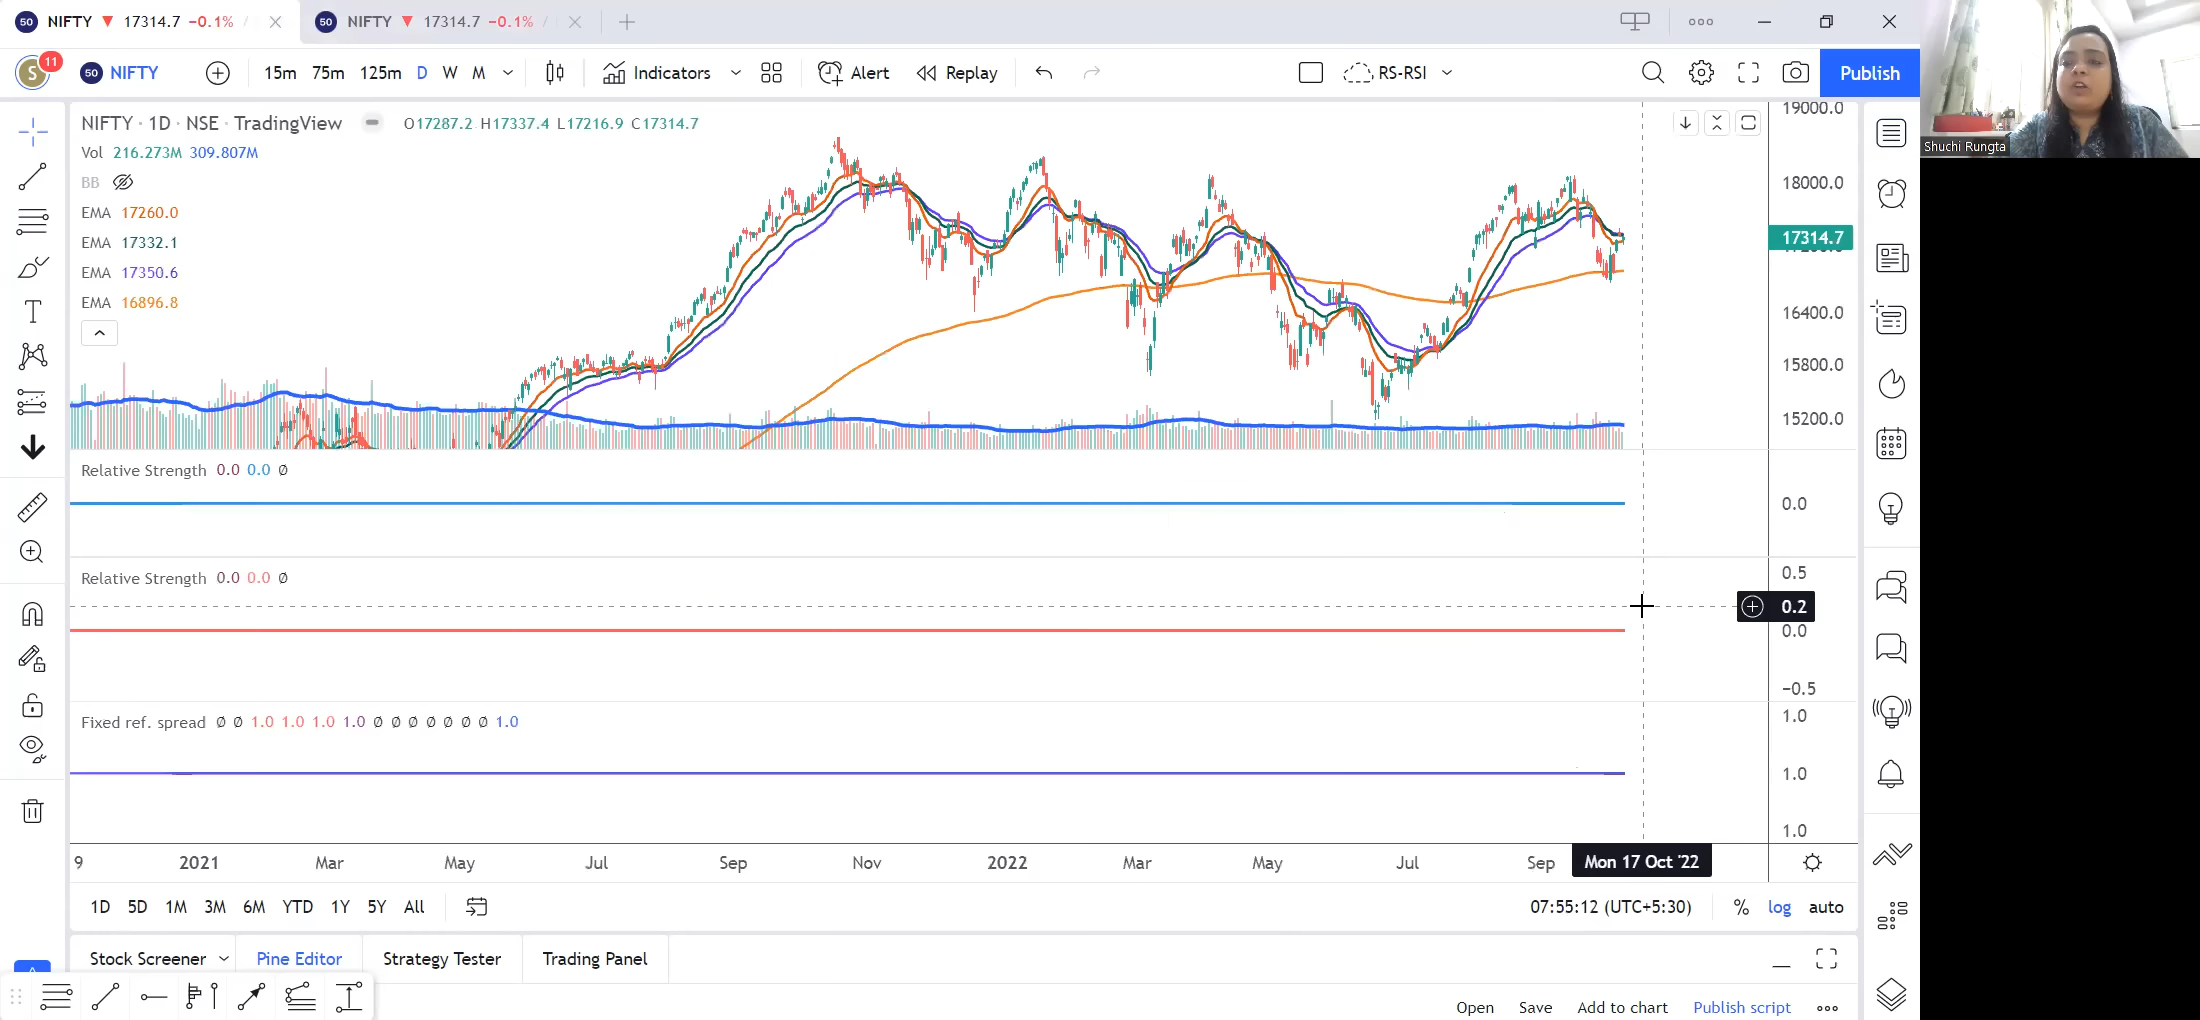 50 NIFTY ▼ 17314.7 −0.1% /
50 NIFTY ▼ 17314.7 −0.1% /
S 11 50 NIFTY 15m 75m 125m D W M Indicators Alert Replay RS-RSI Publish
NIFTY · 1D · NSE · TradingView O17287.2 H17337.4 L17216.9 C17314.7
Vol 216.273M 309.807M
BB
EMA 17260.0
EMA 17332.1
EMA 17350.6
EMA 16896.8
19000.0
18000.0
17314.7
16400.0
15800.0
15200.0
Relative Strength 0.0 0.0 Ø
0.0
Relative Strength 0.0 0.0 Ø
0.5
0.2
0.0
−0.5
Fixed ref. spread Ø Ø 1.0 1.0 1.0 1.0 Ø Ø Ø Ø Ø Ø Ø 1.0
1.0
1.0
1.0
9 2021 Mar May Jul Sep Nov 2022 Mar May Jul Sep Mon 17 Oct '22
1D 5D 1M 3M 6M YTD 1Y 5Y All 07:55:12 (UTC+5:30) % log auto
Stock Screener Pine Editor Strategy Tester Trading Panel
Open Save Add to chart Publish script
Shuchi Rungta